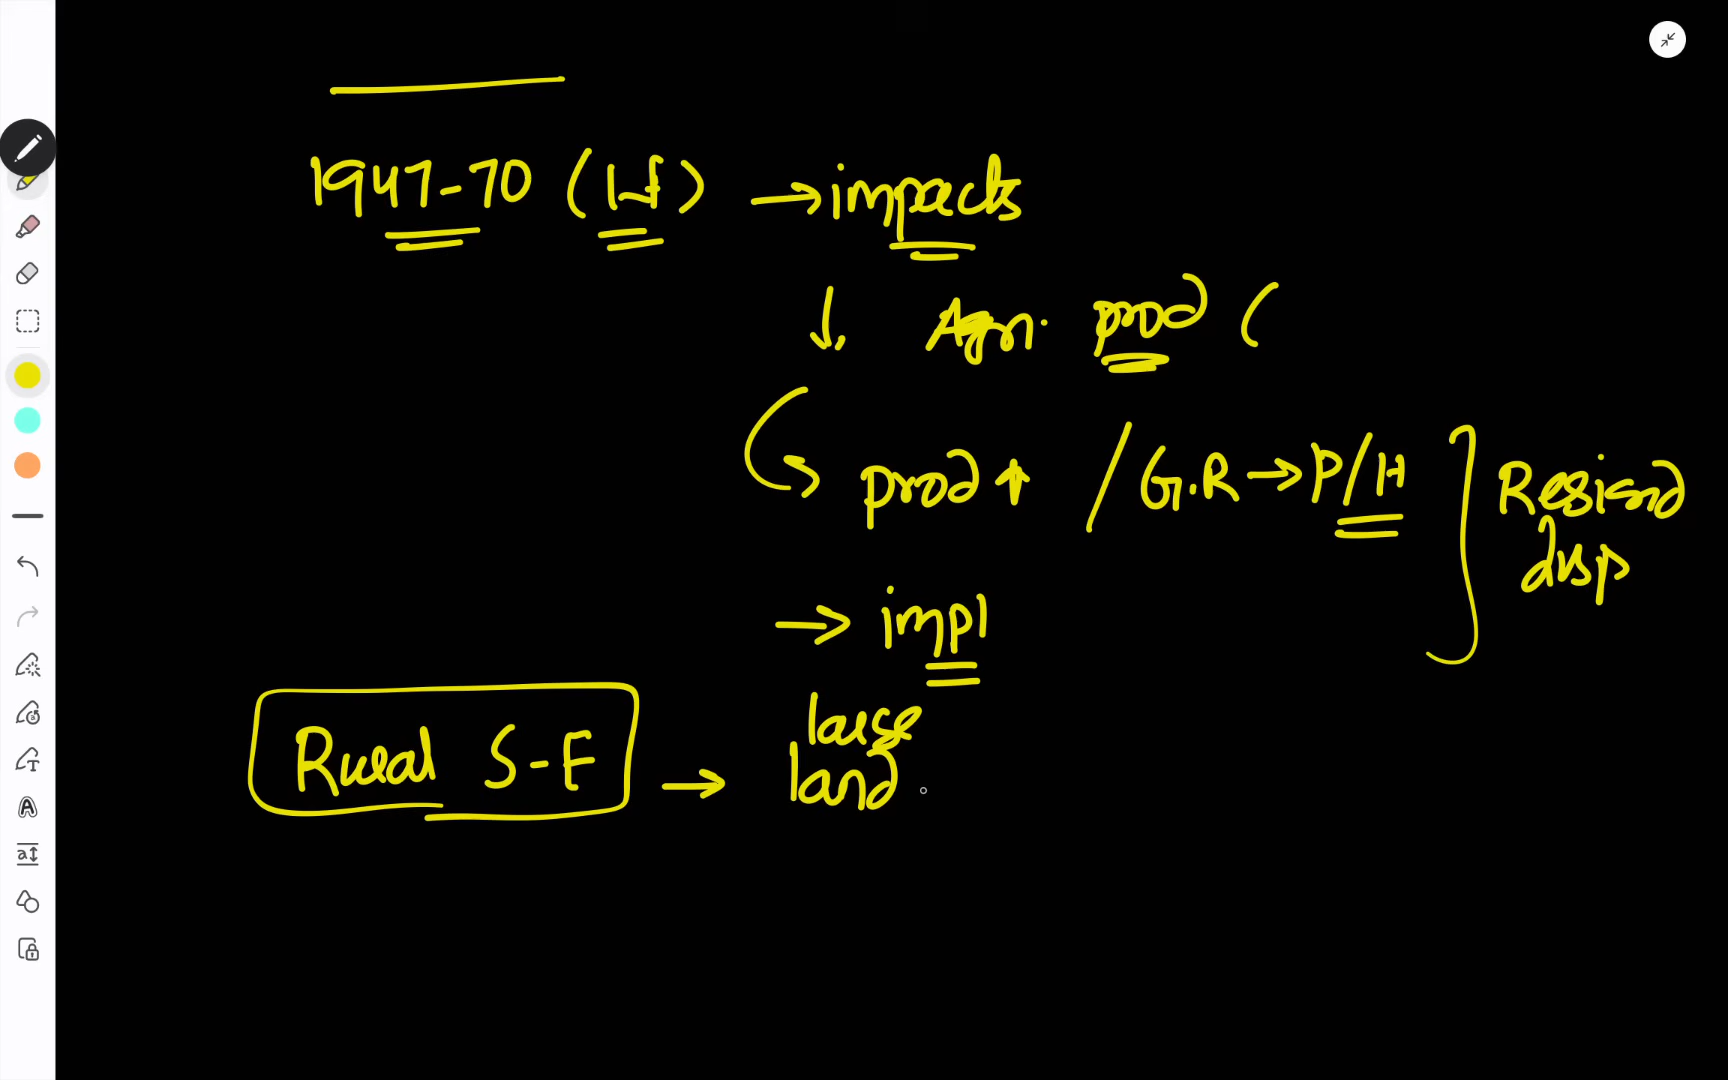 1947-70 (Lf) → impacts
↓. Agri. prod (
↳ prod ↑ / G.R → P/H
Regional
disp
→ impl
large
Rural S-F → land